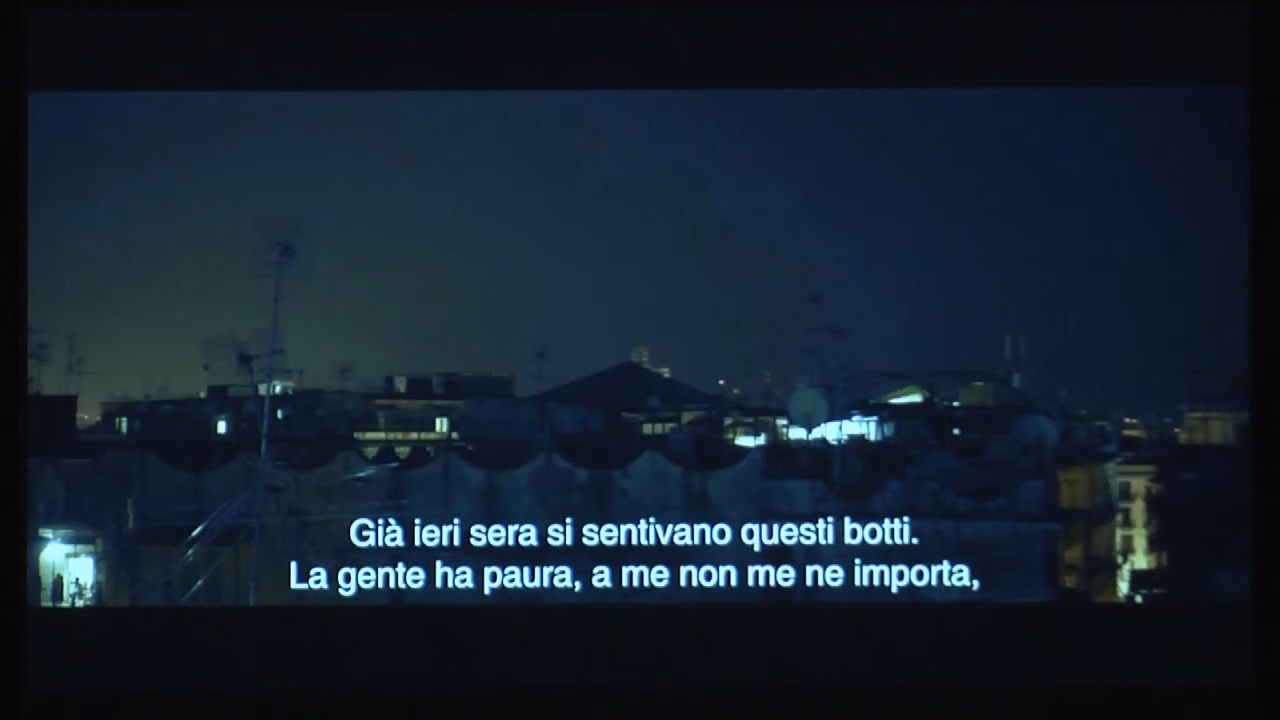 Già ieri sera si sentivano questi botti.
La gente ha paura, a me non me ne importa,